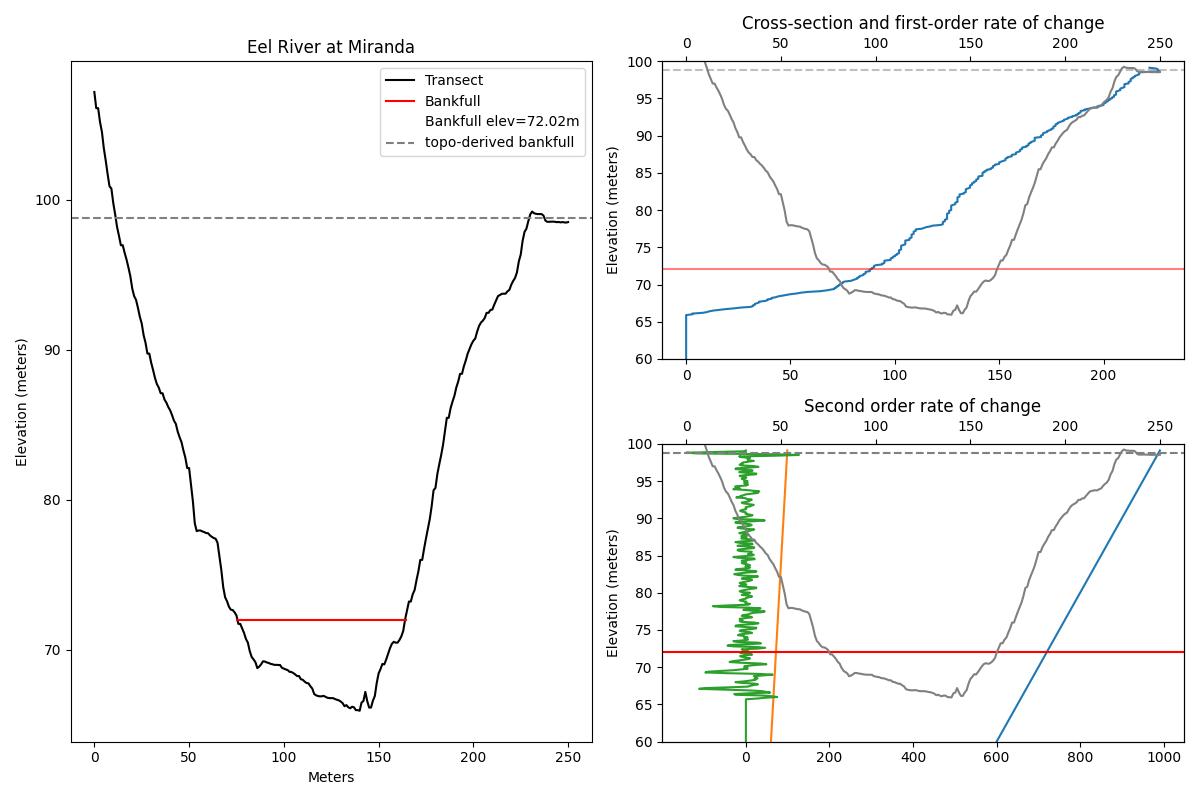 Eel River at Miranda
Transect
Bankfull
Bankfull elev=72.02m
topo-derived bankfull
Elevation (meters)
100
90
80
70
0 50 100 150 200 250
Meters
Cross-section and first-order rate of change
0 50 100 150 200 250
Elevation (meters)
100
95
90
85
80
75
70
65
60
0 50 100 150 200
Second order rate of change
0 50 100 150 200 250
Elevation (meters)
100
95
90
85
80
75
70
65
60
0 200 400 600 800 1000